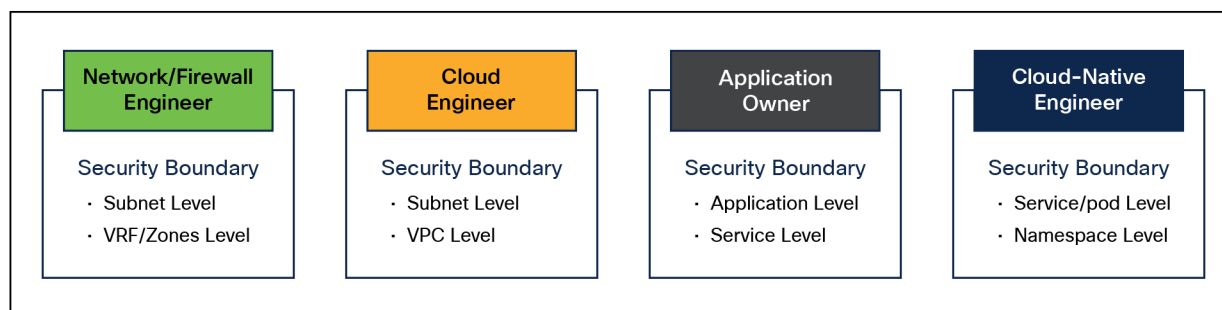 Network/Firewall
Engineer
Security Boundary
· Subnet Level
· VRF/Zones Level
Cloud
Engineer
Security Boundary
· Subnet Level
· VPC Level
Application
Owner
Security Boundary
· Application Level
· Service Level
Cloud-Native
Engineer
Security Boundary
· Service/pod Level
· Namespace Level